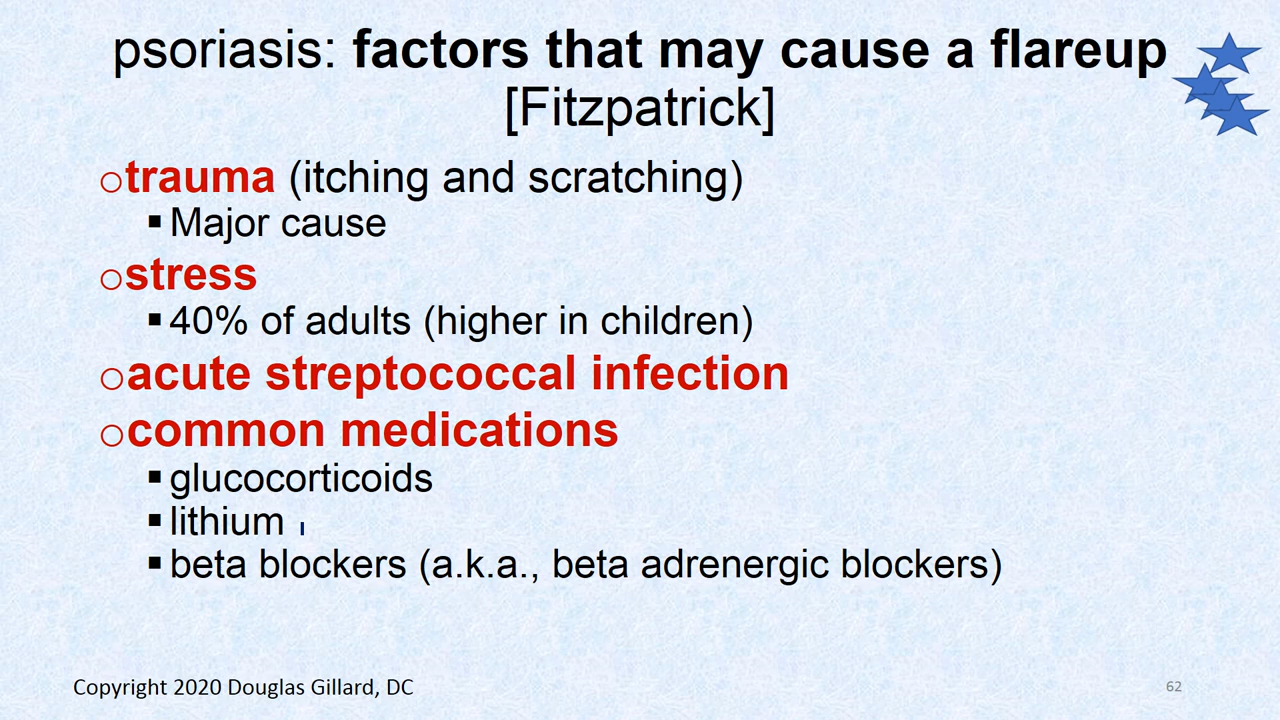 psoriasis: factors that may cause a flareup
[Fitzpatrick]
trauma (itching and scratching)
Major cause
stress
40% of adults (higher in children)
acute streptococcal infection
common medications
glucocorticoids
lithium
beta blockers (a.k.a., beta adrenergic blockers)
Copyright 2020 Douglas Gillard, DC
62